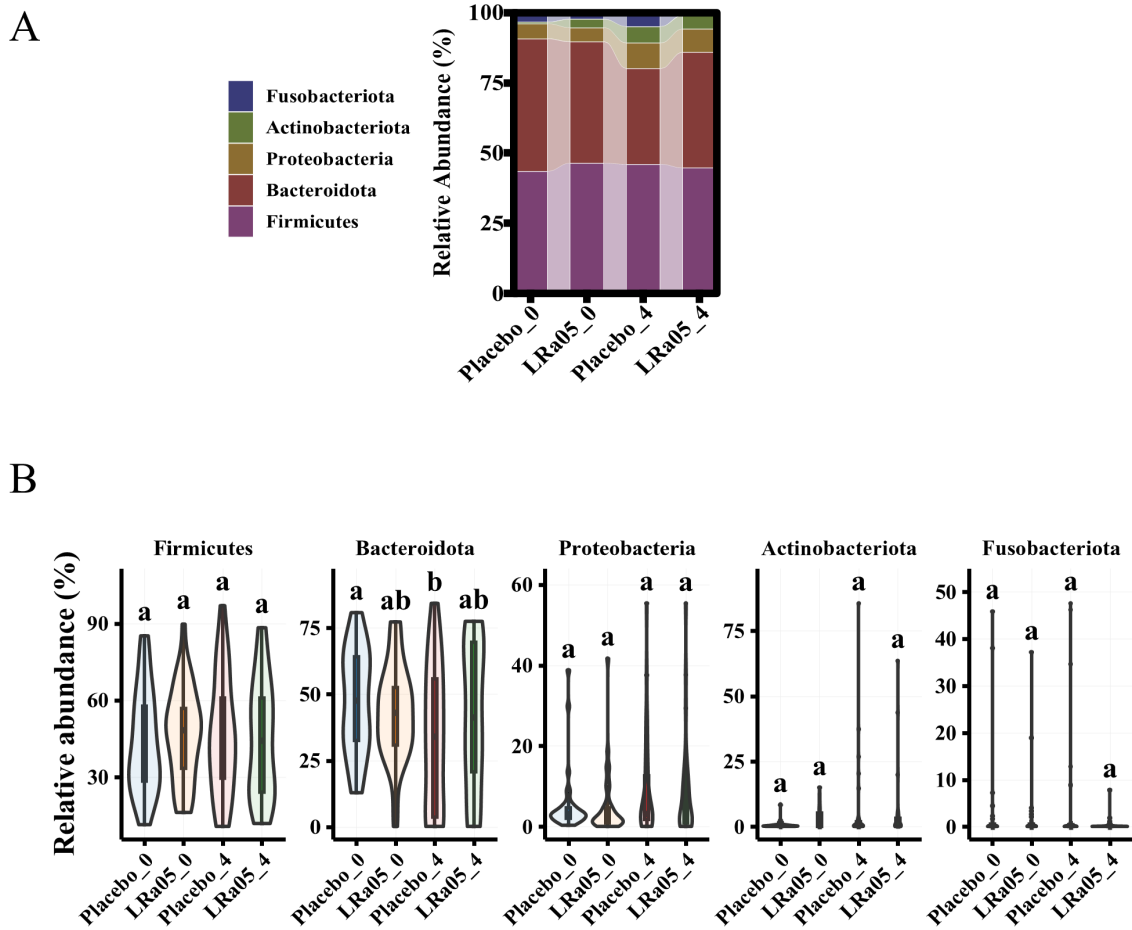 A
Relative Abundance (%)
100
75
50
25
0
Fusobacteriota
Actinobacteriota
Proteobacteria
Bacteroidota
Firmicutes
Placebo_0
LRa05_0
Placebo_4
LRa05_4
B
Relative abundance (%)
Firmicutes
90
60
30
a
a
a
a
Placebo_0
LRa05_0
Placebo_4
LRa05_4
Bacteroidota
75
50
25
0
a
ab
b
ab
Placebo_0
LRa05_0
Placebo_4
LRa05_4
Proteobacteria
60
40
20
0
a
a
a
a
Placebo_0
LRa05_0
Placebo_4
LRa05_4
Actinobacteriota
75
50
25
0
a
a
a
a
Placebo_0
LRa05_0
Placebo_4
LRa05_4
Fusobacteriota
50
40
30
20
10
0
a
a
a
a
Placebo_0
LRa05_0
Placebo_4
LRa05_4